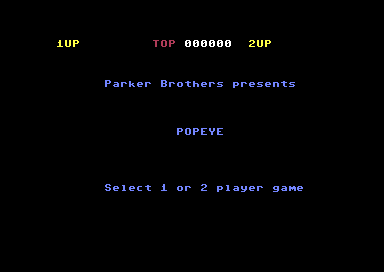 1UP TOP 000000 2UP
Parker Brothers presents
POPEYE
Select 1 or 2 player game